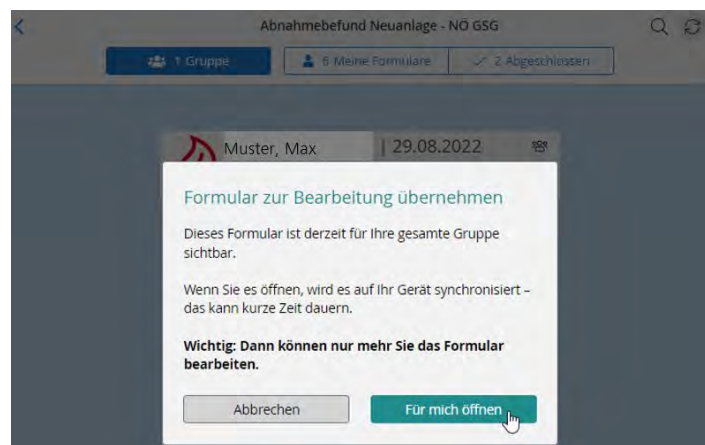 Abnahmebefund Neuanlage - NÖ GSG
1 Gruppe
6 Meine Formulare
2 Abgeschlossen
Muster, Max | 29.08.2022
Formular zur Bearbeitung übernehmen
Dieses Formular ist derzeit für Ihre gesamte Gruppe
sichtbar.
Wenn Sie es öffnen, wird es auf Ihr Gerät synchronisiert –
das kann kurze Zeit dauern.
Wichtig: Dann können nur mehr Sie das Formular
bearbeiten.
Abbrechen
Für mich öffnen